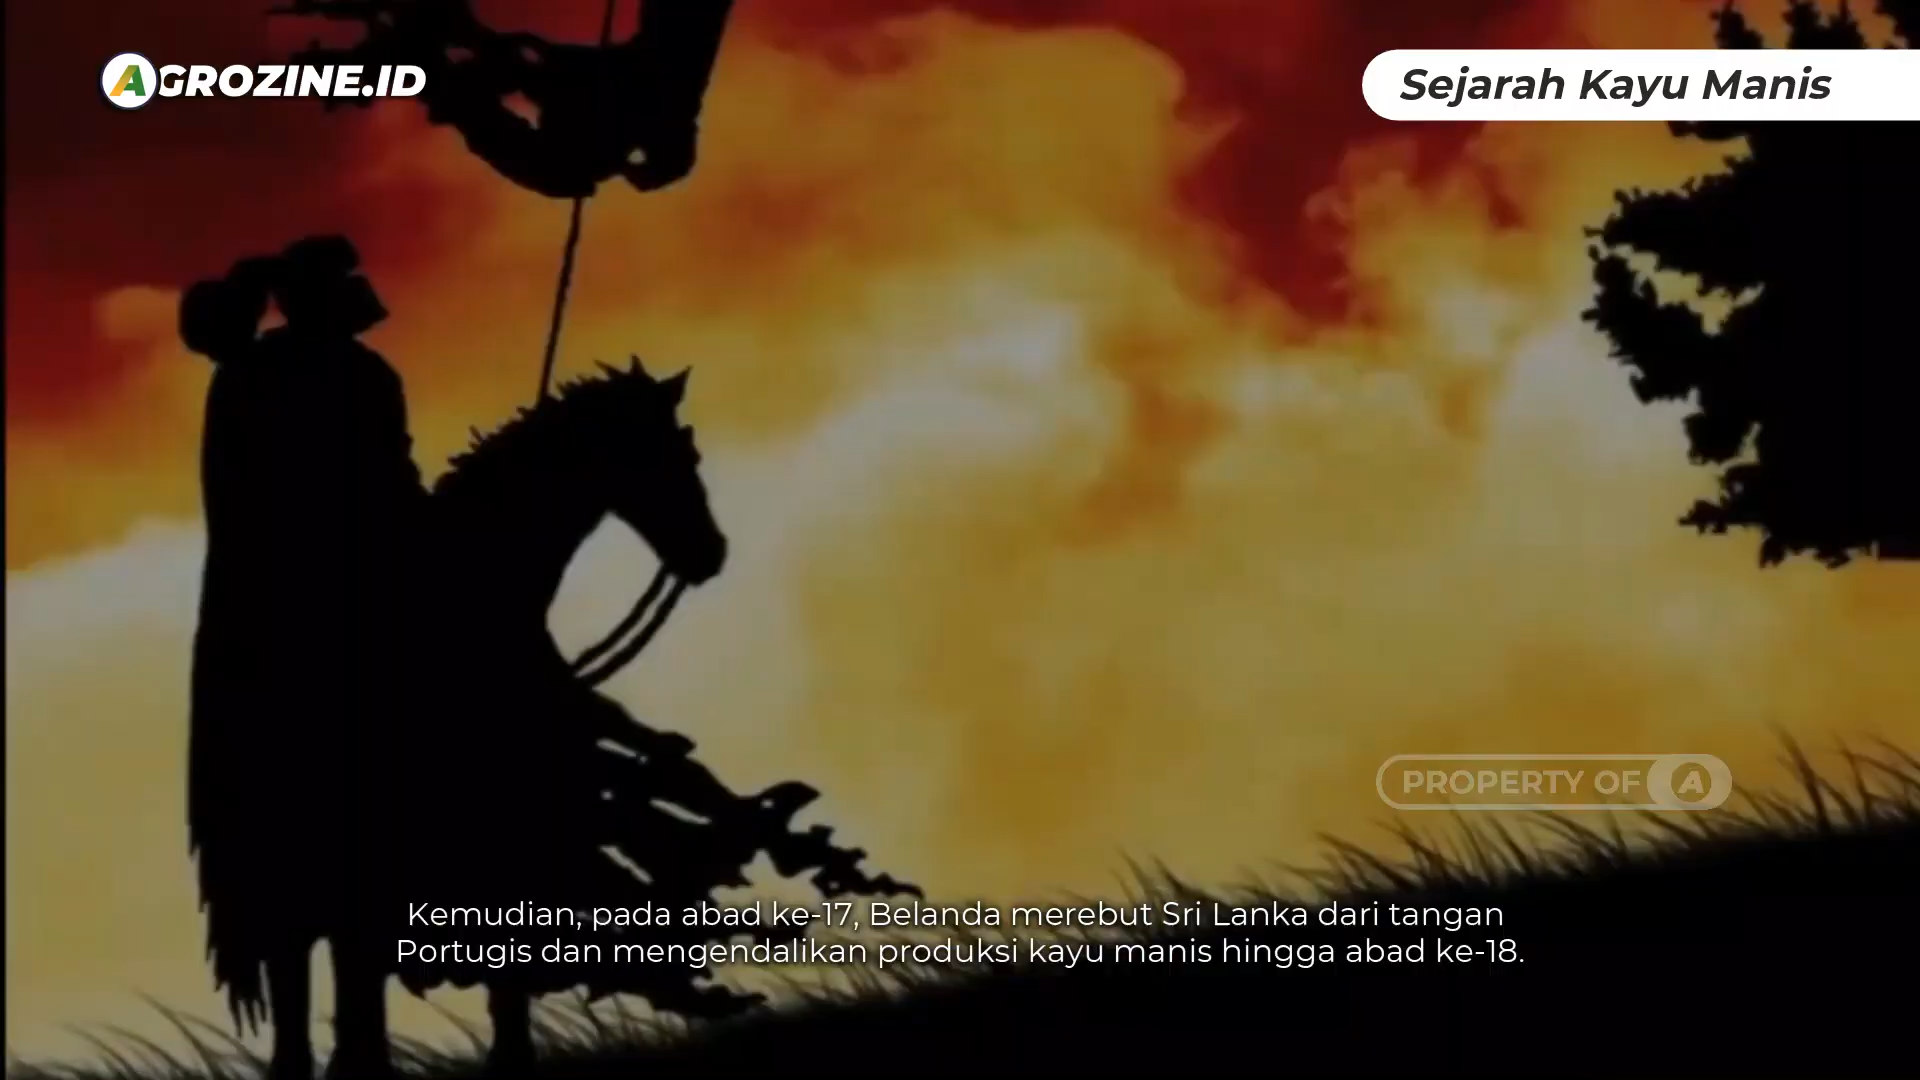 AGROZINE.ID
Sejarah Kayu Manis
PROPERTY OF A
Kemudian, pada abad ke-17, Belanda merebut Sri Lanka dari tangan
Portugis dan mengendalikan produksi kayu manis hingga abad ke-18.